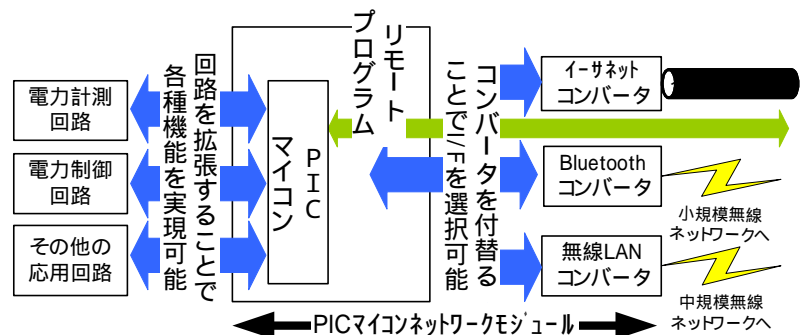 電力計測
回路
電力制御
回路
その他の
応用回路
回路を拡張することで
各種機能を実現可能
PIC
マイコン
リモート
プログラム
コンバータを付替る
ことでI/Fを選択可能
イーサネット
コンバータ
Bluetooth
コンバータ
無線LAN
コンバータ
小規模無線
ネットワークへ
中規模無線
ネットワークへ
PICマイコンネットワークモジュール